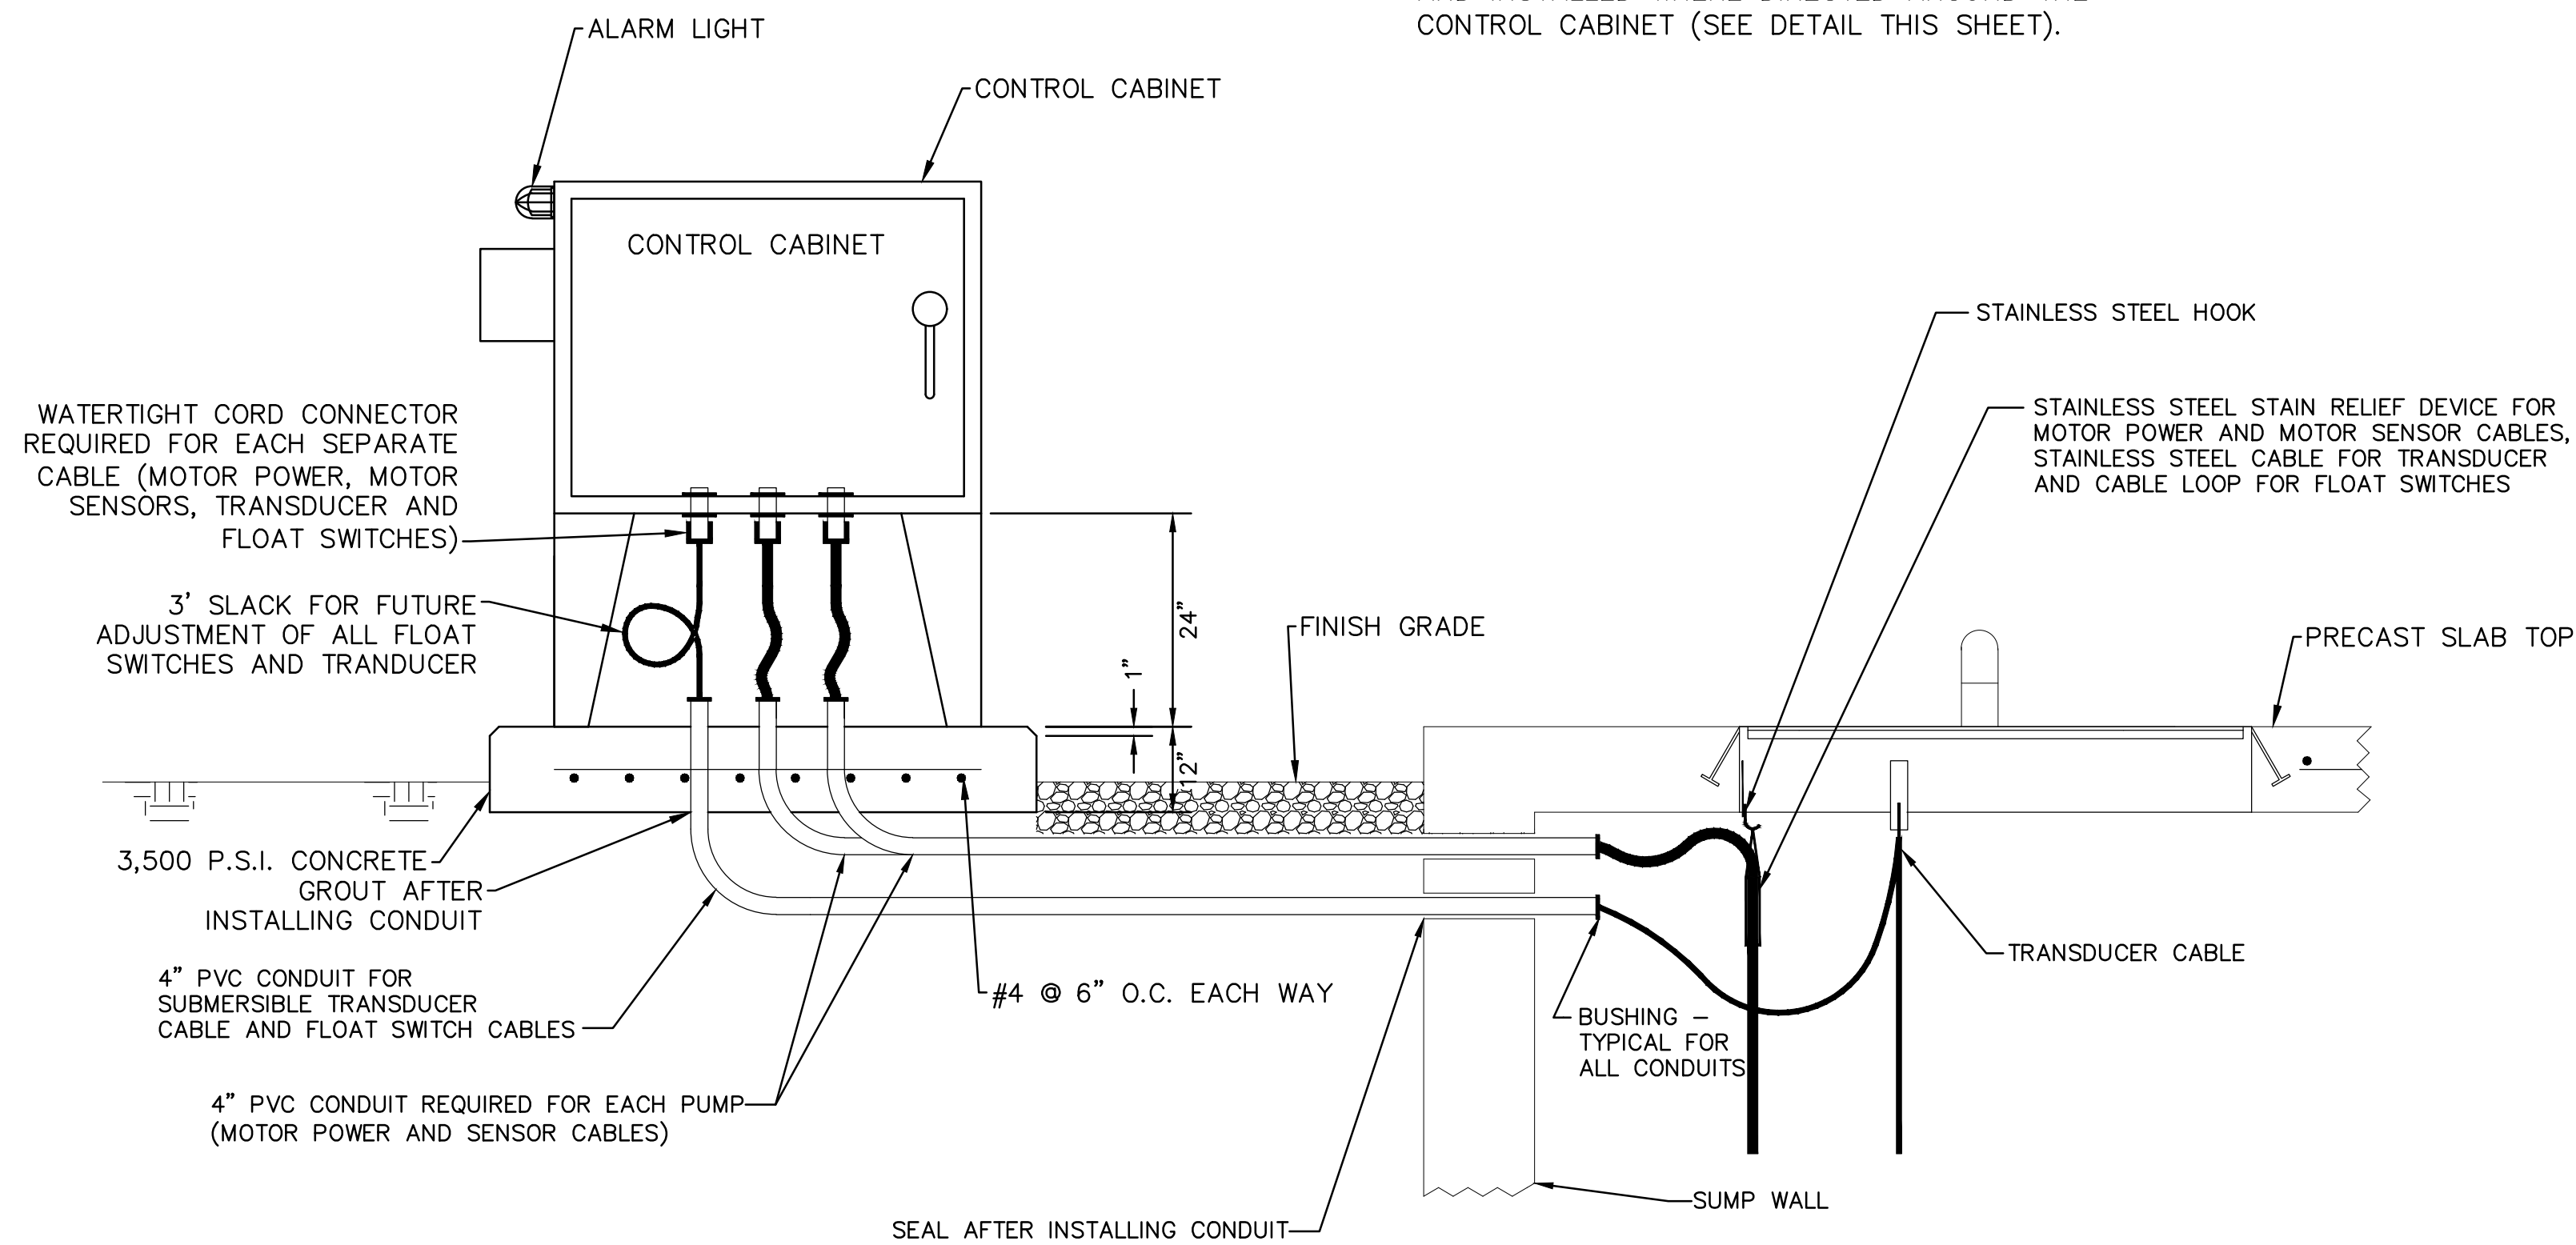 CONTROL CABINET (SEE DETAIL THIS SHEET).
ALARM LIGHT
CONTROL CABINET
CONTROL CABINET
STAINLESS STEEL HOOK
STAINLESS STEEL STAIN RELIEF DEVICE FOR
MOTOR POWER AND MOTOR SENSOR CABLES,
STAINLESS STEEL CABLE FOR TRANSDUCER
AND CABLE LOOP FOR FLOAT SWITCHES
WATERTIGHT CORD CONNECTOR
REQUIRED FOR EACH SEPARATE
CABLE (MOTOR POWER, MOTOR
SENSORS, TRANSDUCER AND
FLOAT SWITCHES)
3' SLACK FOR FUTURE
ADJUSTMENT OF ALL FLOAT
SWITCHES AND TRANDUCER
24"
1"
12"
FINISH GRADE
PRECAST SLAB TOP
3,500 P.S.I. CONCRETE
GROUT AFTER
INSTALLING CONDUIT
4" PVC CONDUIT FOR
SUBMERSIBLE TRANSDUCER
CABLE AND FLOAT SWITCH CABLES
#4 @ 6" O.C. EACH WAY
TRANSDUCER CABLE
BUSHING –
TYPICAL FOR
ALL CONDUITS
4" PVC CONDUIT REQUIRED FOR EACH PUMP
(MOTOR POWER AND SENSOR CABLES)
SUMP WALL
SEAL AFTER INSTALLING CONDUIT